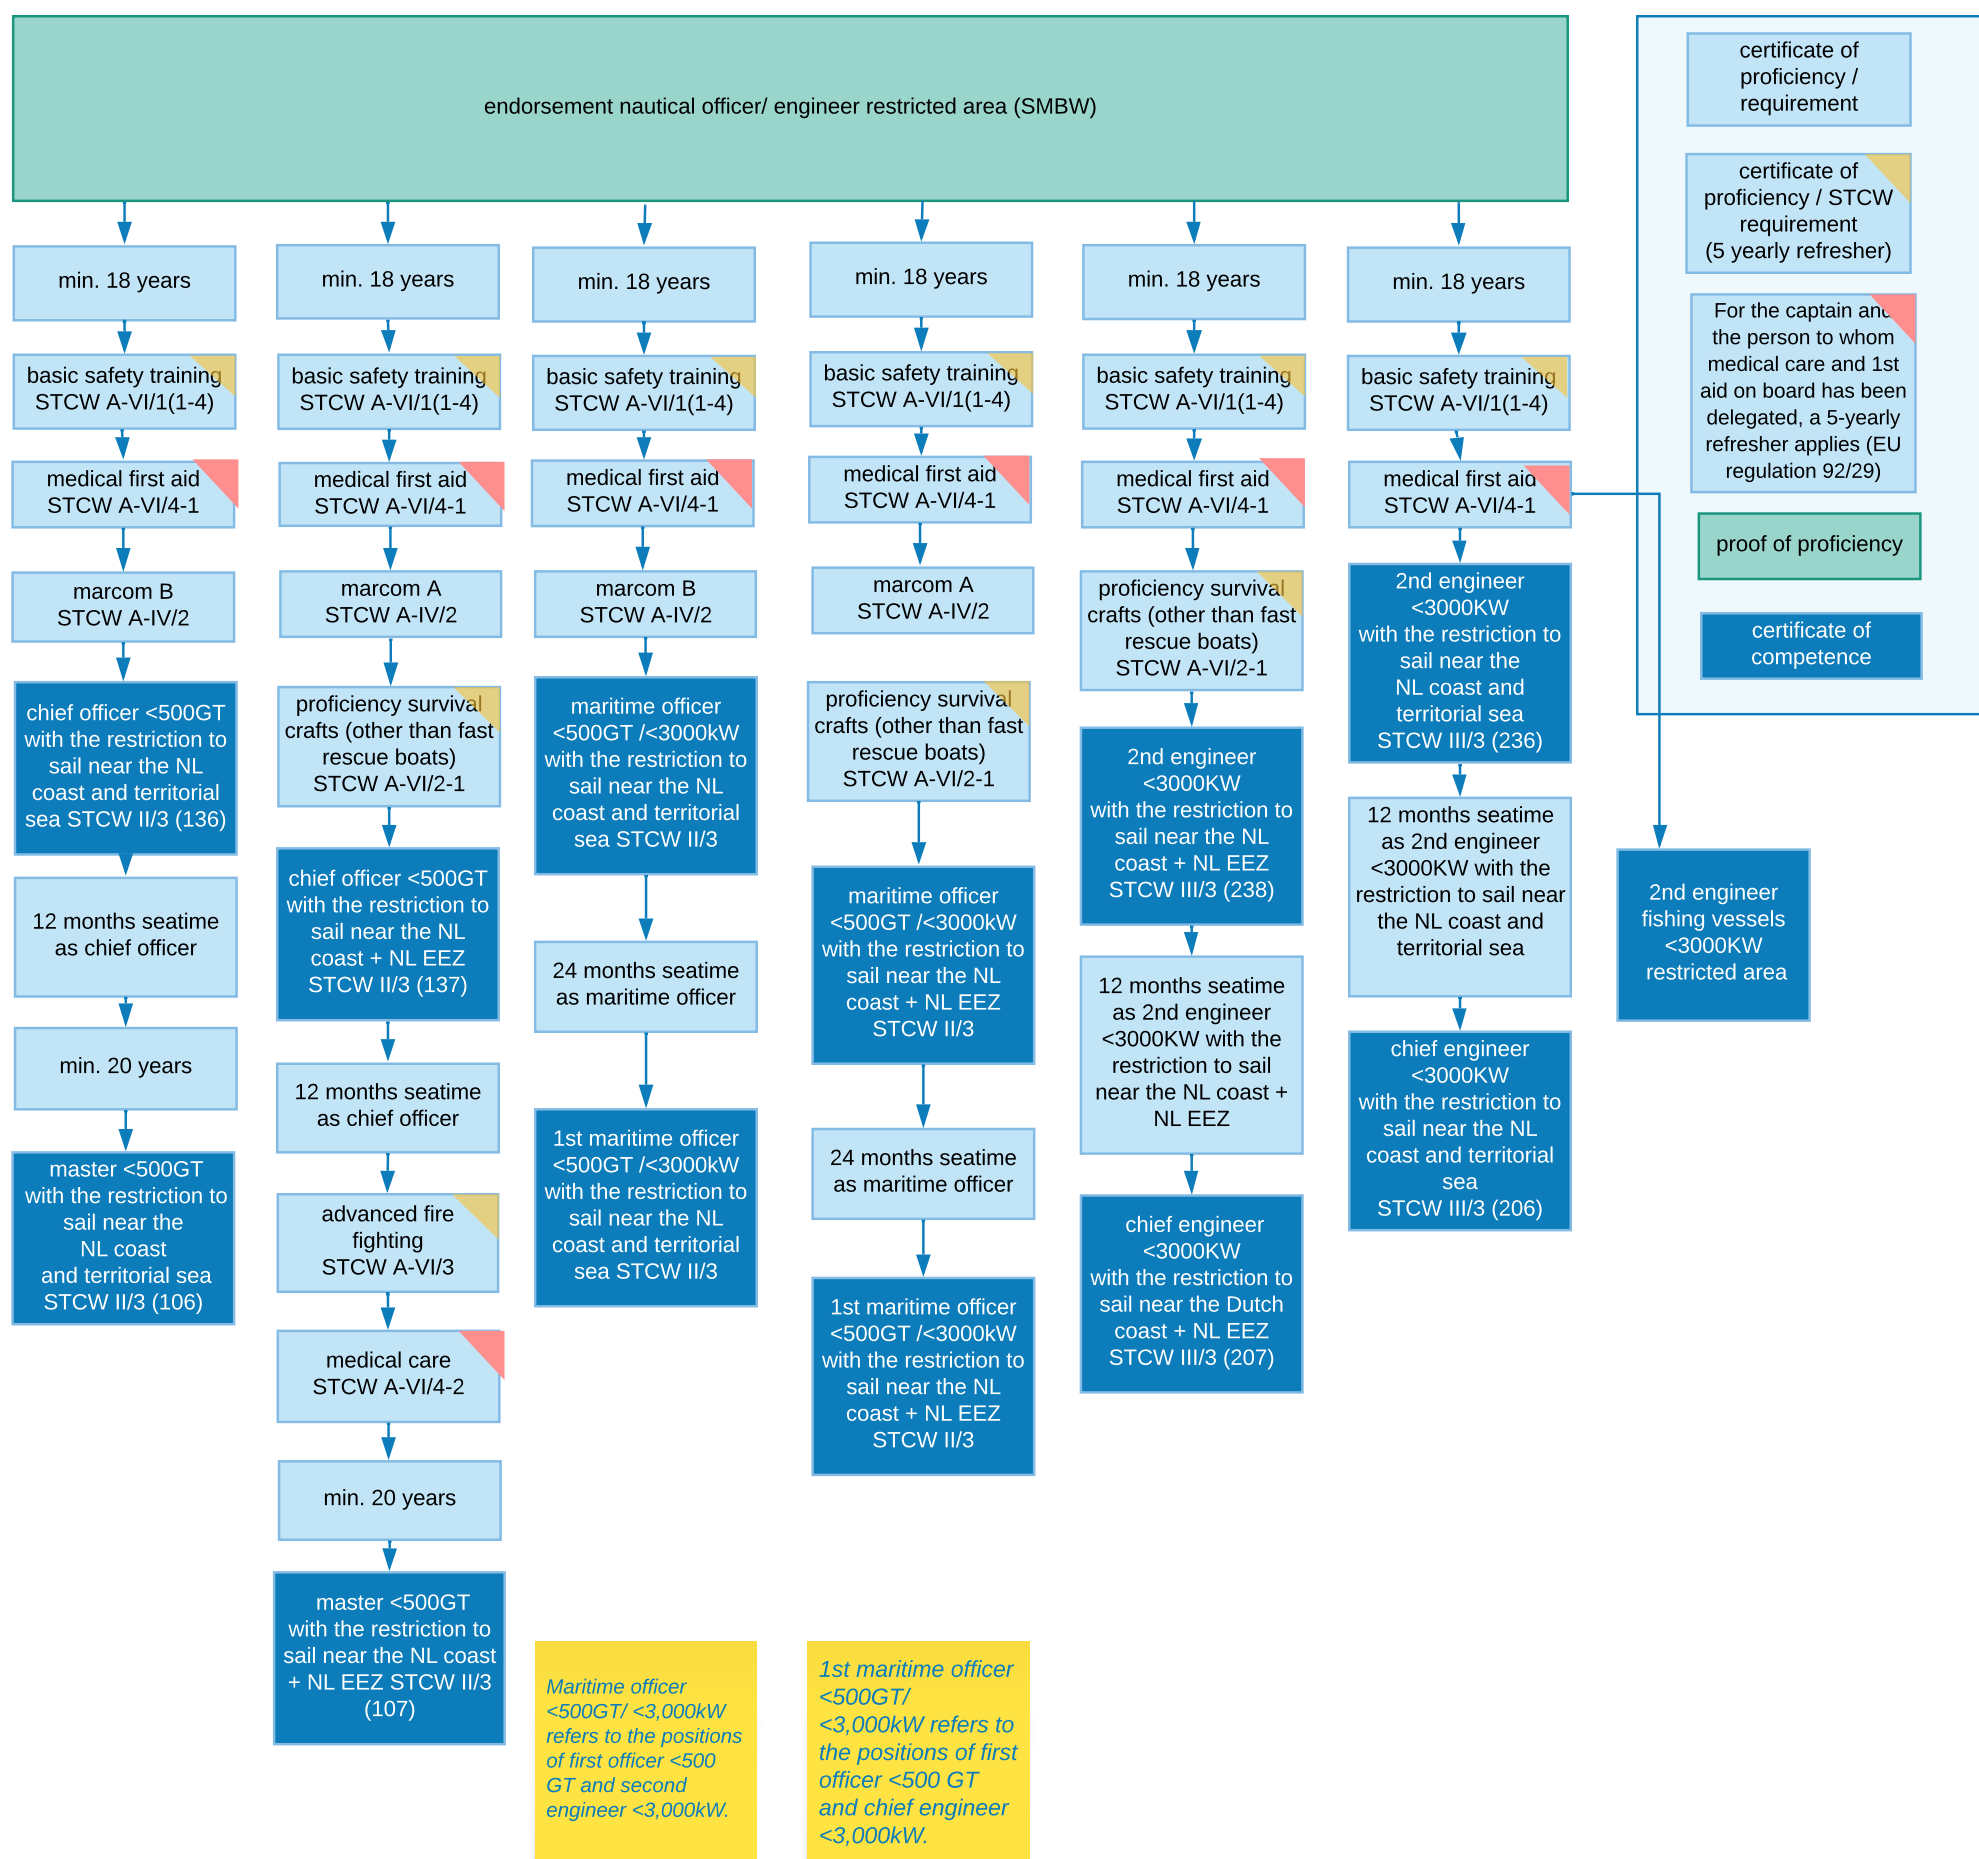 endorsement nautical officer/ engineer restricted area (SMBW)
min. 18 years
basic safety training
STCW A-VI/1(1-4)
medical first aid
STCW A-VI/4-1
marcom B
STCW A-IV/2
chief officer <500GT
with the restriction to
sail near the NL
coast and territorial
sea STCW II/3 (136)
12 months seatime
as chief officer
min. 20 years
master <500GT
with the restriction to
sail near the
NL coast
and territorial sea
STCW II/3 (106)
min. 18 years
basic safety training
STCW A-VI/1(1-4)
medical first aid
STCW A-VI/4-1
marcom A
STCW A-IV/2
proficiency survival
crafts (other than fast
rescue boats)
STCW A-VI/2-1
chief officer <500GT
with the restriction to
sail near the NL
coast + NL EEZ
STCW II/3 (137)
12 months seatime
as chief officer
advanced fire
fighting
STCW A-VI/3
medical care
STCW A-VI/4-2
min. 20 years
master <500GT
with the restriction to
sail near the NL coast
+ NL EEZ STCW II/3
(107)
min. 18 years
basic safety training
STCW A-VI/1(1-4)
medical first aid
STCW A-VI/4-1
marcom B
STCW A-IV/2
maritime officer
<500GT /<3000kW
with the restriction to
sail near the NL
coast and territorial
sea STCW II/3
24 months seatime
as maritime officer
1st maritime officer
<500GT /<3000kW
with the restriction to
sail near the NL
coast and territorial
sea STCW II/3
Maritime officer
<500GT/ <3,000kW
refers to the positions
of first officer <500
GT and second
engineer <3,000kW.
min. 18 years
basic safety training
STCW A-VI/1(1-4)
medical first aid
STCW A-VI/4-1
marcom A
STCW A-IV/2
proficiency survival
crafts (other than fast
rescue boats)
STCW A-VI/2-1
maritime officer
<500GT /<3000kW
with the restriction to
sail near the NL
coast + NL EEZ
STCW II/3
24 months seatime
as maritime officer
1st maritime officer
<500GT /<3000kW
with the restriction to
sail near the NL
coast + NL EEZ
STCW II/3
1st maritime officer
<500GT/
<3,000kW refers to
the positions of first
officer <500 GT
and chief engineer
<3,000kW.
min. 18 years
basic safety training
STCW A-VI/1(1-4)
medical first aid
STCW A-VI/4-1
proficiency survival
crafts (other than fast
rescue boats)
STCW A-VI/2-1
2nd engineer
<3000KW
with the restriction to
sail near the NL
coast + NL EEZ
STCW III/3 (238)
12 months seatime
as 2nd engineer
<3000KW with the
restriction to sail
near the NL coast +
NL EEZ
chief engineer
<3000KW
with the restriction to
sail near the Dutch
coast + NL EEZ
STCW III/3 (207)
min. 18 years
basic safety training
STCW A-VI/1(1-4)
medical first aid
STCW A-VI/4-1
2nd engineer
<3000KW
with the restriction to
sail near the
NL coast and
territorial sea
STCW III/3 (236)
12 months seatime
as 2nd engineer
<3000KW with the
restriction to sail near
the NL coast and
territorial sea
chief engineer
<3000KW
with the restriction to
sail near the NL
coast and territorial
sea
STCW III/3 (206)
2nd engineer
fishing vessels
<3000KW
restricted area
certificate of
proficiency /
requirement
certificate of
proficiency / STCW
requirement
(5 yearly refresher)
For the captain and
the person to whom
medical care and 1st
aid on board has been
delegated, a 5-yearly
refresher applies (EU
regulation 92/29)
proof of proficiency
certificate of
competence